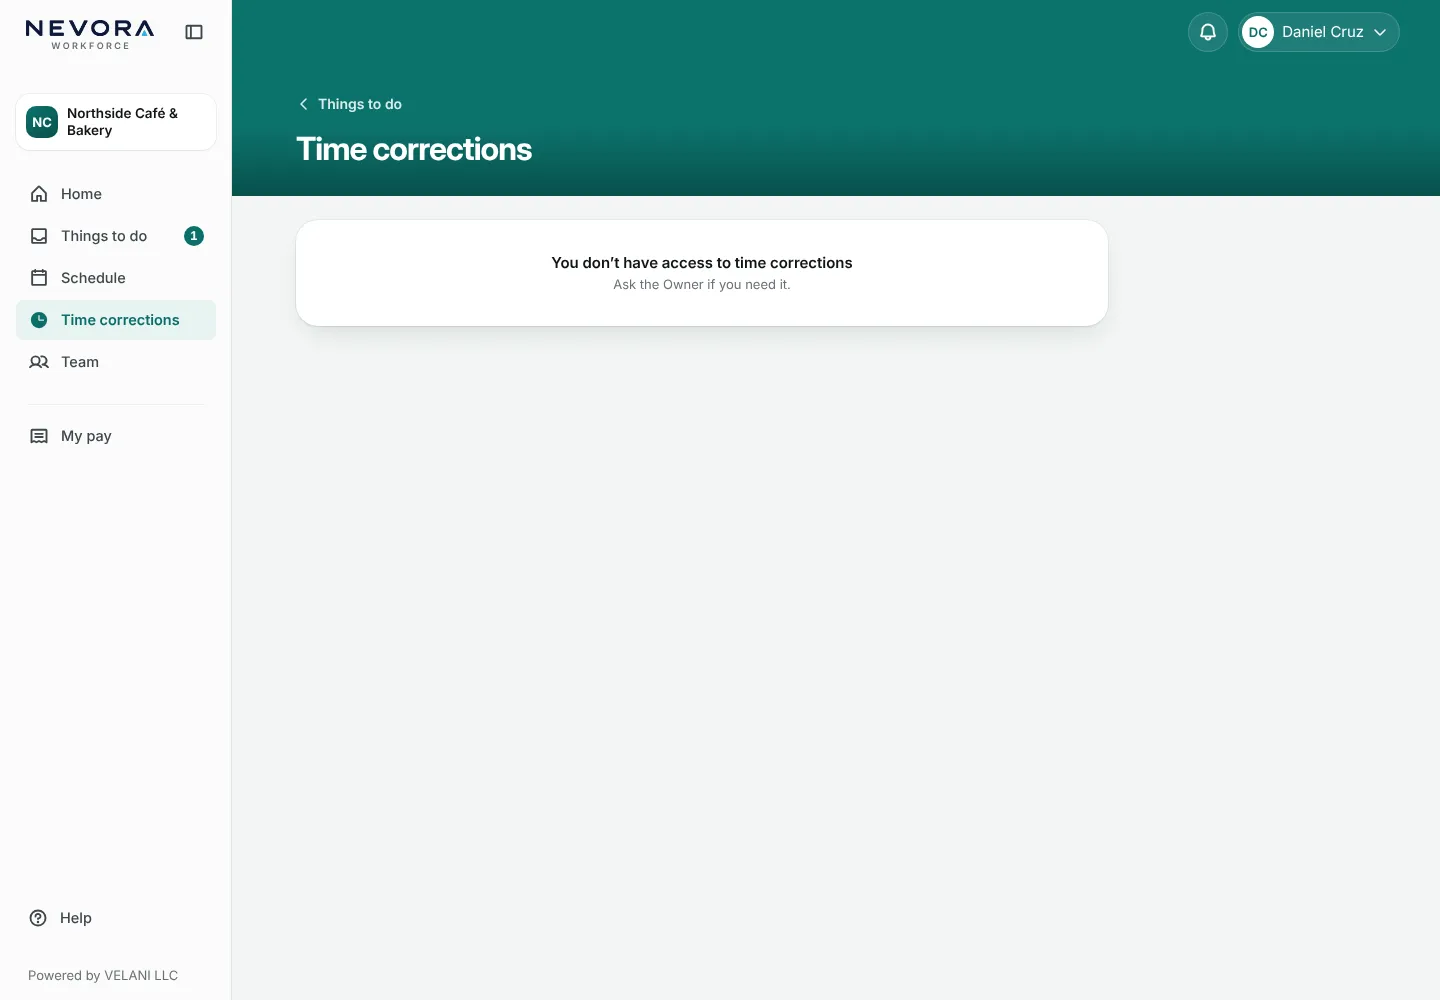 NEVORA
WORKFORCE
NC
Northside Café &
Bakery
Home
Things to do 1
Schedule
Time corrections
Team
My pay
Help
Powered by VELANI LLC
DC Daniel Cruz
Things to do
Time corrections
You don’t have access to time corrections
Ask the Owner if you need it.